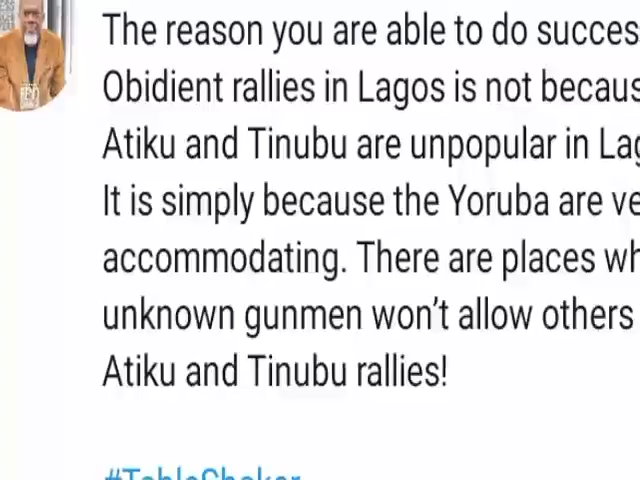 The reason you are able to do succes
Obidient rallies in Lagos is not becaus
Atiku and Tinubu are unpopular in Lag
It is simply because the Yoruba are ve
accommodating. There are places wh
unknown gunmen won't allow others
Atiku and Tinubu rallies!
#TableShaker